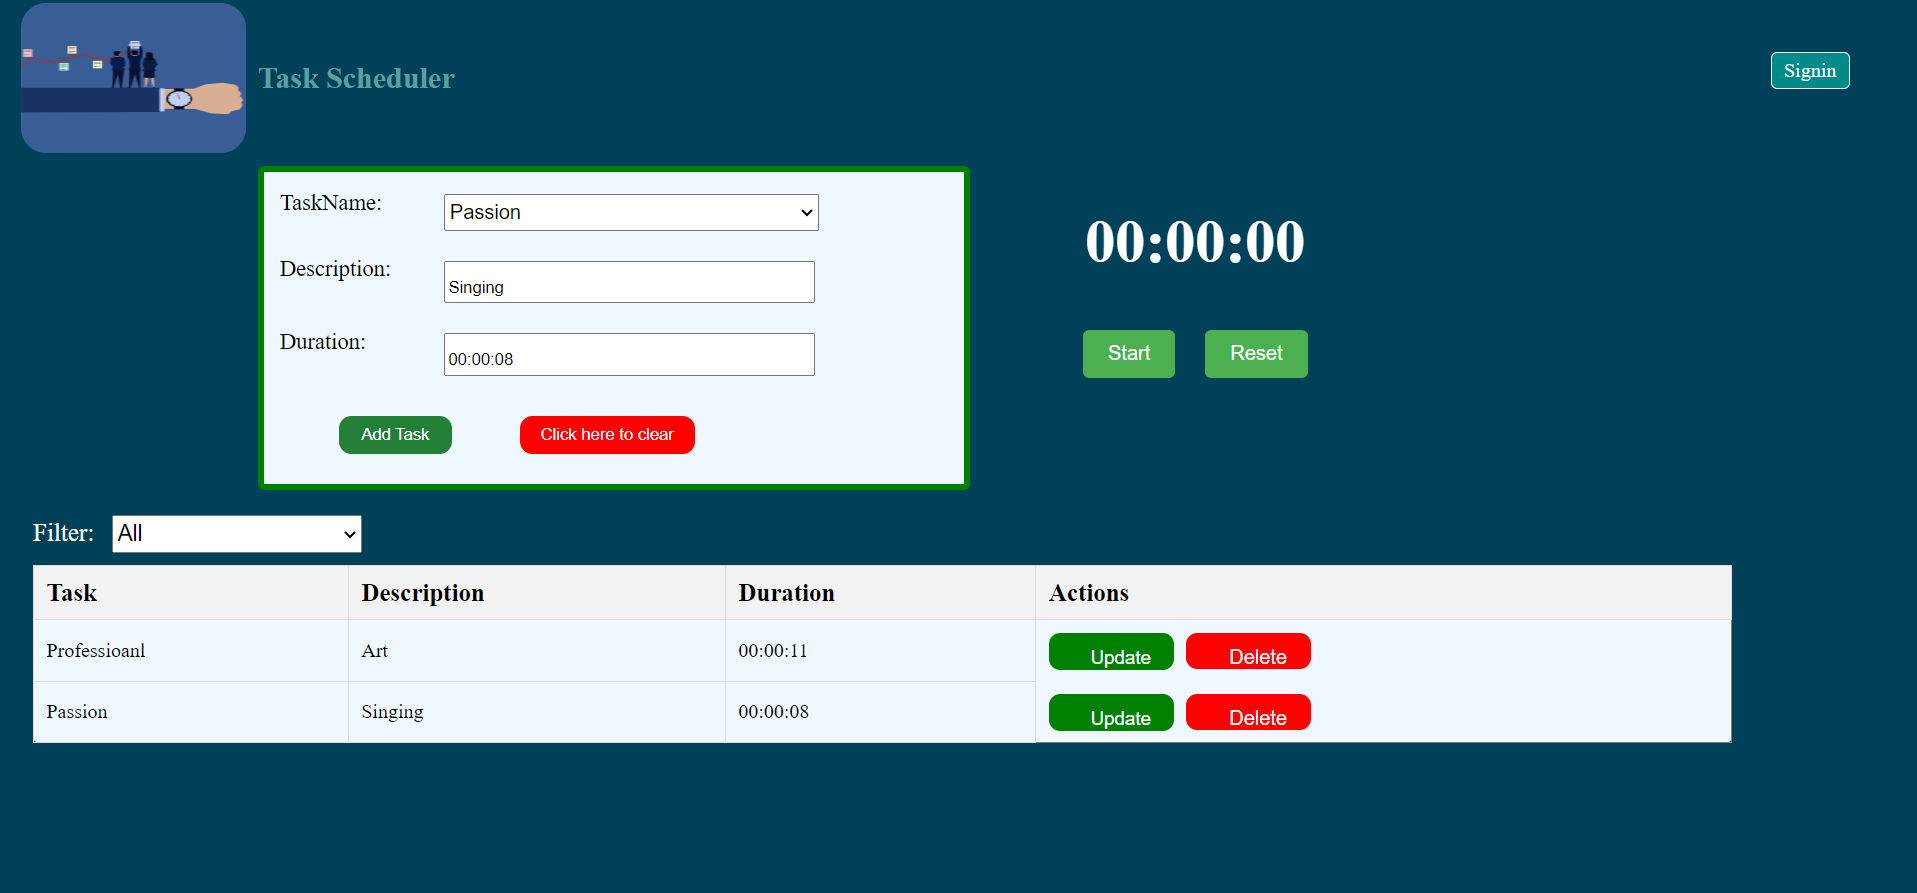 Task Scheduler
Signin
TaskName: Passion
Description: Singing
Duration: 00:00:08
Add Task Click here to clear
00:00:00
Start Reset
Filter: All
Task Description Duration Actions
Professioanl Art 00:00:11 Update Delete
Passion Singing 00:00:08 Update Delete